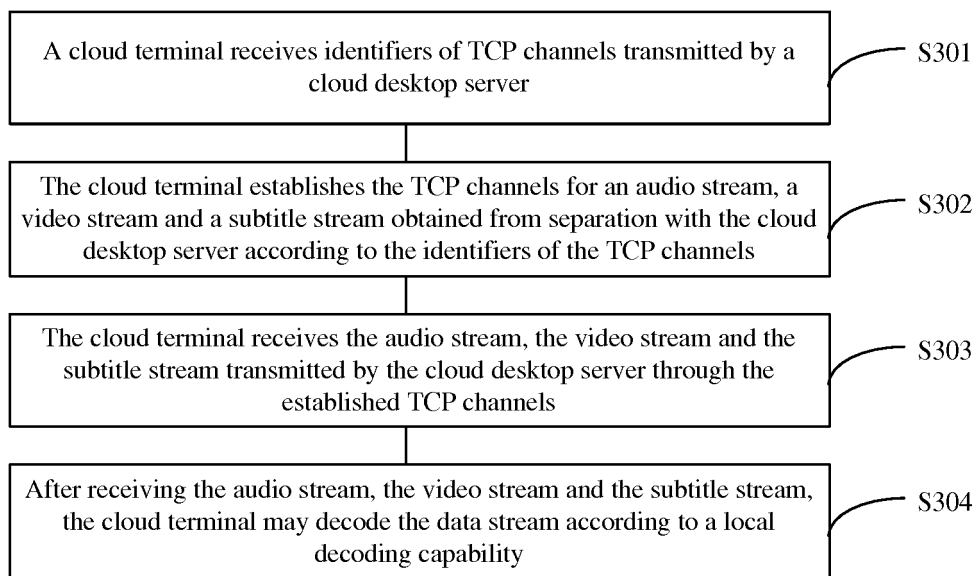 A cloud terminal receives identifiers of TCP channels transmitted by a
cloud desktop server
S301
The cloud terminal establishes the TCP channels for an audio stream, a
video stream and a subtitle stream obtained from separation with the cloud
desktop server according to the identifiers of the TCP channels
S302
The cloud terminal receives the audio stream, the video stream and the
subtitle stream transmitted by the cloud desktop server through the
established TCP channels
S303
After receiving the audio stream, the video stream and the subtitle stream,
the cloud terminal may decode the data stream according to a local
decoding capability
S304